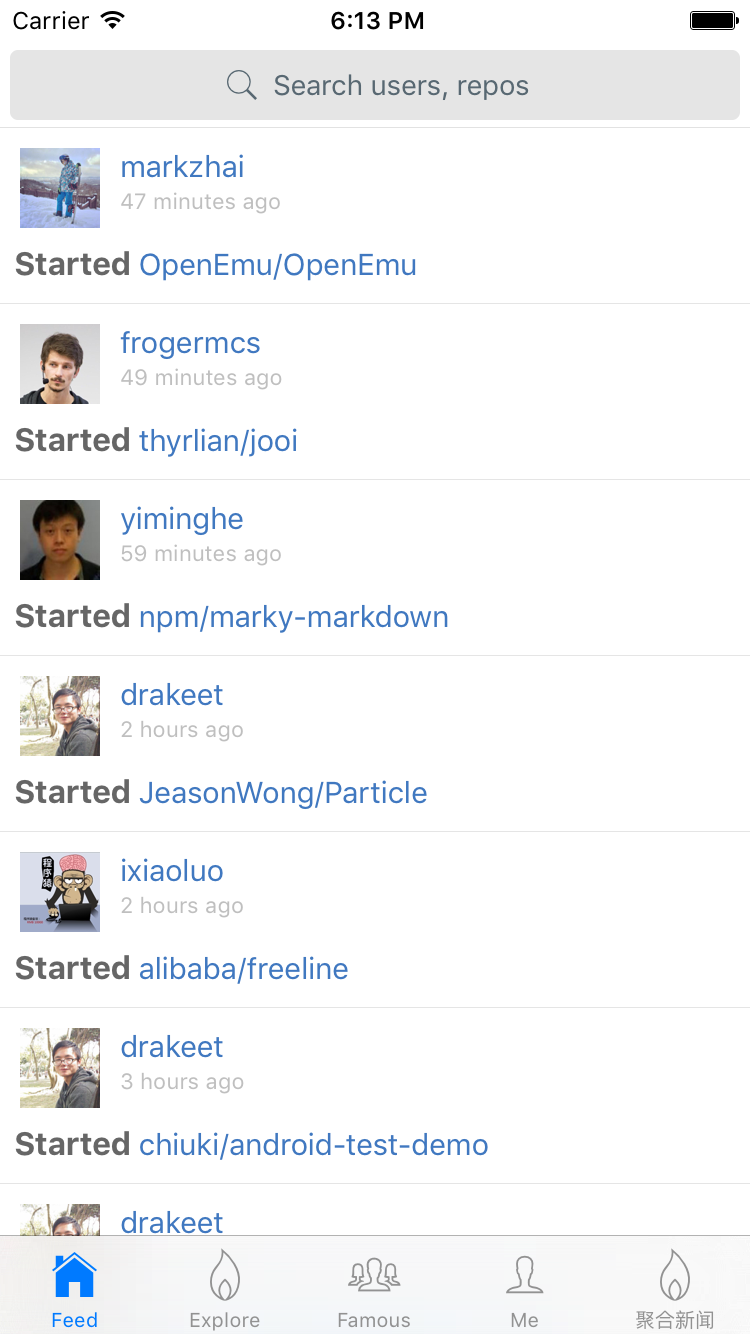 Carrier 6:13 PM
Search users, repos
markzhai
47 minutes ago
Started OpenEmu/OpenEmu
frogermcs
49 minutes ago
Started thyrlian/jooi
yiminghe
59 minutes ago
Started npm/marky-markdown
drakeet
2 hours ago
Started JeasonWong/Particle
程序猿
ixiaoluo
2 hours ago
Started alibaba/freeline
drakeet
3 hours ago
Started chiuki/android-test-demo
drakeet
Feed Explore Famous Me 聚合新闻